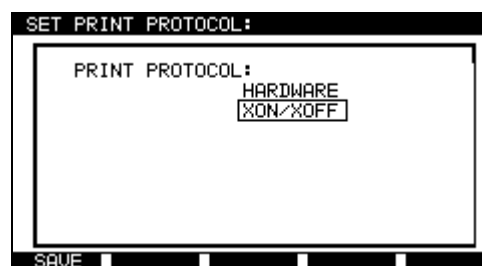 SET PRINT PROTOCOL:
PRINT PROTOCOL:
HARDWARE
XON/XOFF
SAVE